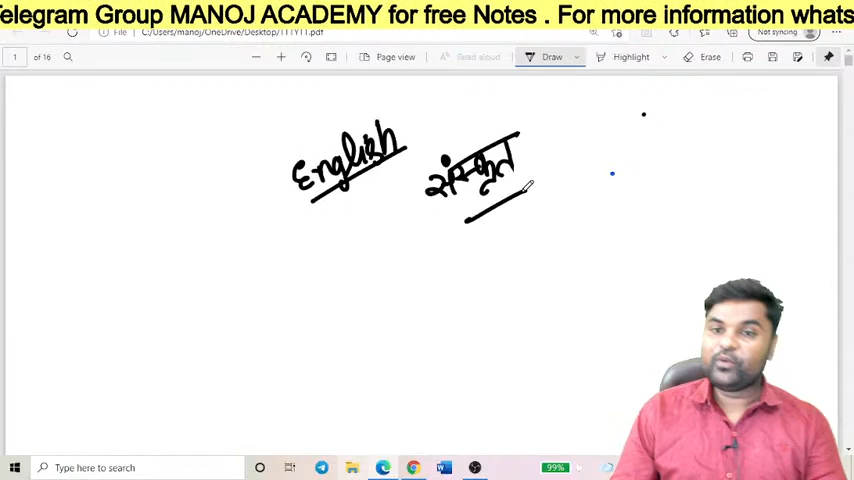 elegram Group MANOJ ACADEMY for free Notes . For more information whats
File C:/Users/manoj/OneDrive/Desktop/TTTYTT.pdf Not syncing
1 of 16 Page view Read aloud Draw Highlight Erase
English संस्कृत
Type here to search 99%